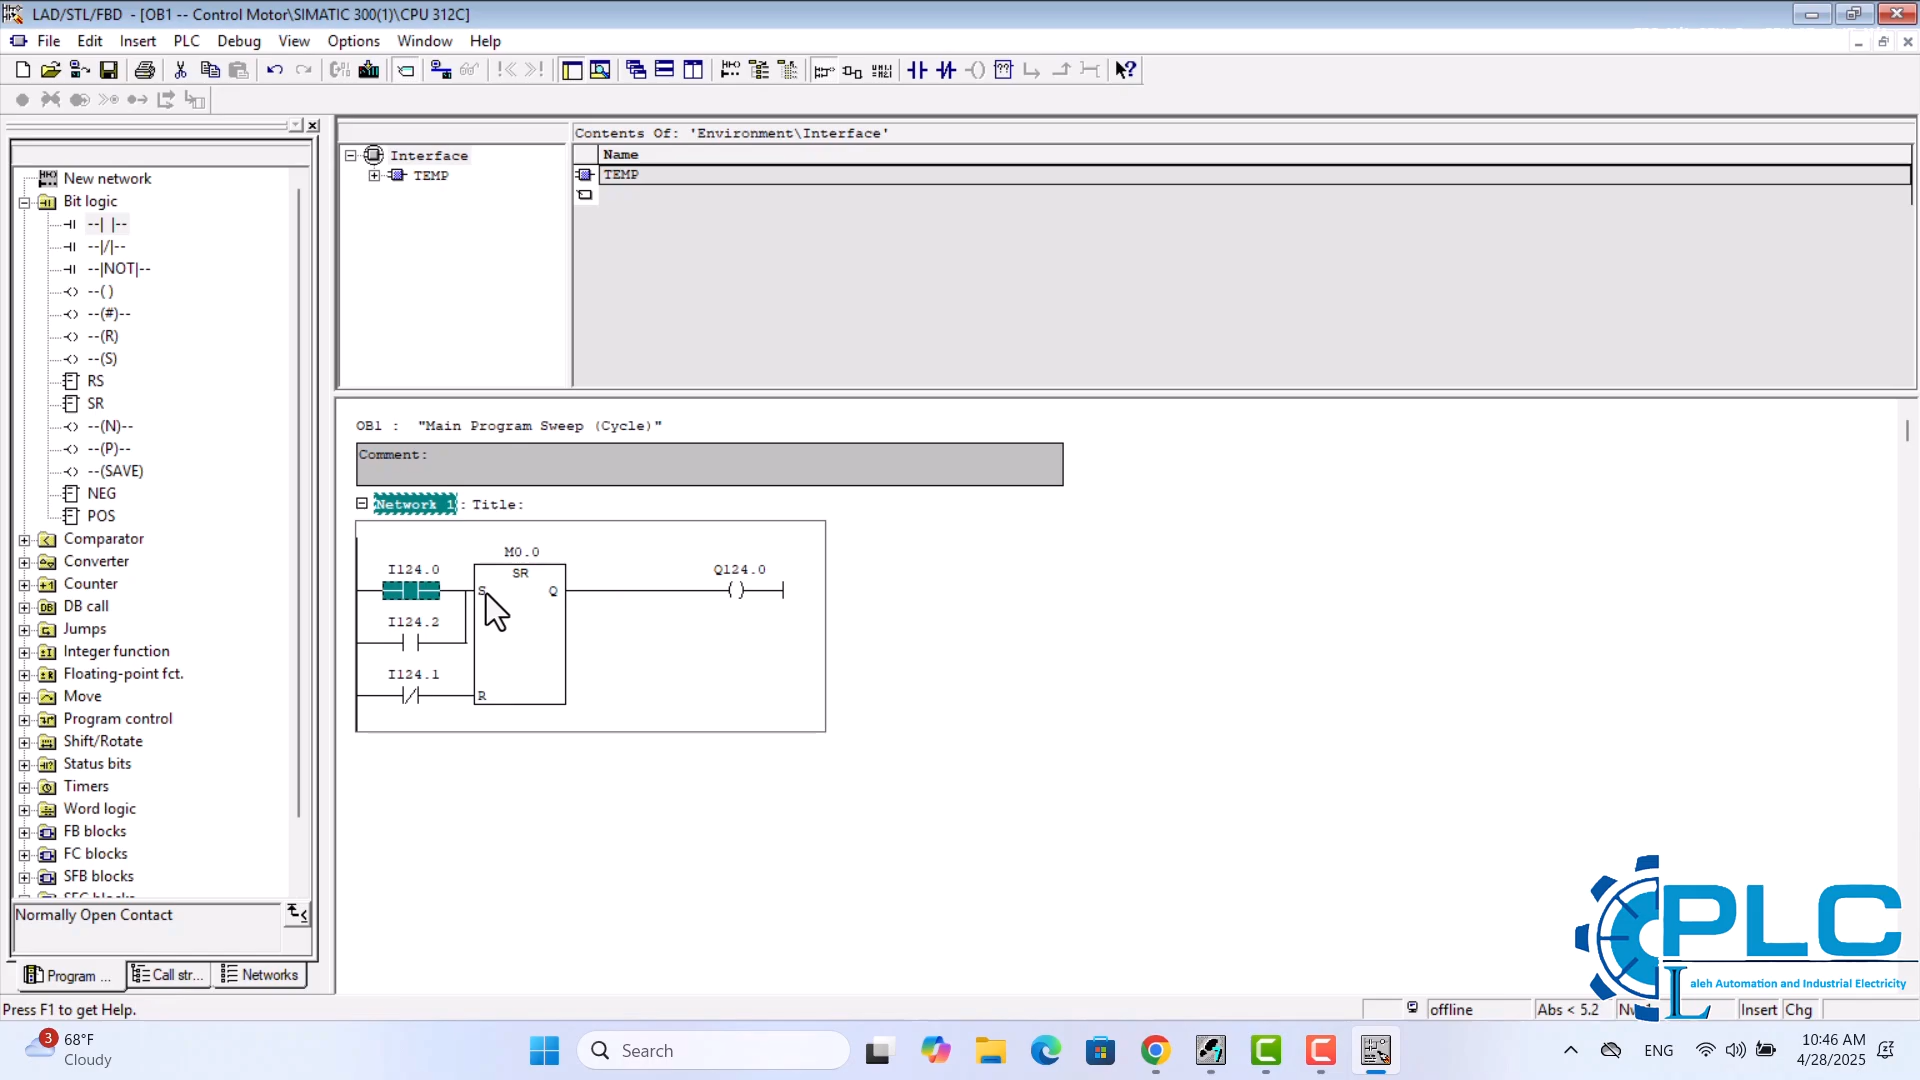 LAD/STL/FBD - [OB1 -- Control Motor\SIMATIC 300(1)\CPU 312C]
File Edit Insert PLC Debug View Options Window Help
Contents Of: 'Environment\Interface'
Name
Interface
TEMP
TEMP
New network
Bit logic
--| |--
--|/|--
--|NOT|--
--( )
--(#)--
--(R)
--(S)
RS
SR
--(N)--
--(P)--
--(SAVE)
NEG
POS
Comparator
Converter
Counter
DB call
Jumps
Integer function
Floating-point fct.
Move
Program control
Shift/Rotate
Status bits
Timers
Word logic
FB blocks
FC blocks
SFB blocks
Normally Open Contact
Program ... Call str... Networks
OB1 : "Main Program Sweep (Cycle)"
Comment:
Network 1: Title:
M0.0
I124.0 SR Q124.0
S Q
I124.2
I124.1
R
PLC
L
aleh Automation and Industrial Electricity
Press F1 to get Help.
offline Abs < 5.2 Insert Chg
3 68°F
Cloudy
Search
ENG
10:46 AM
4/28/2025